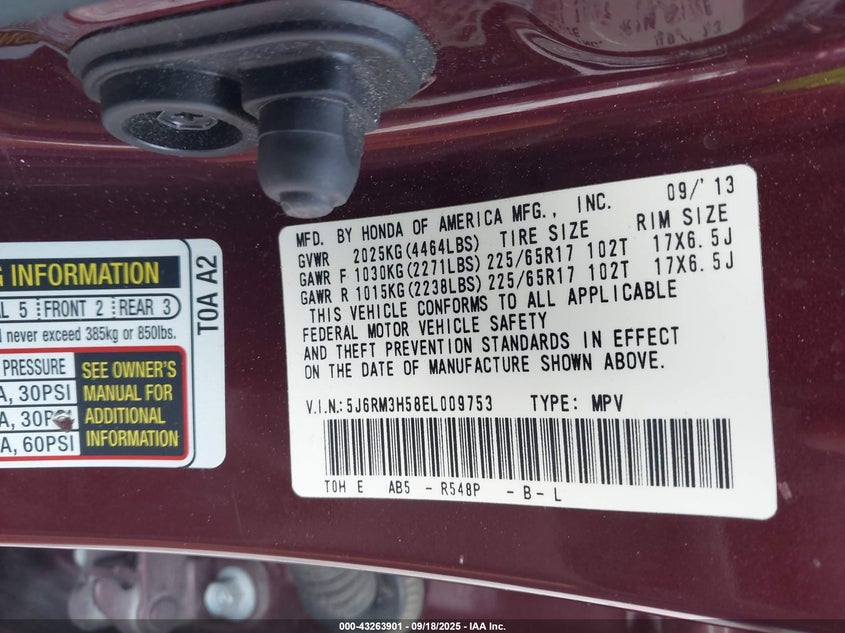 G INFORMATION
AL 5 FRONT 2 REAR 3
d never exceed 385kg or 850lbs.
PRESSURE
A, 30PSI
A, 30P
A, 60PSI
SEE OWNER'S
MANUAL FOR
ADDITIONAL
INFORMATION
T0A A2
MFD. BY HONDA OF AMERICA MFG., INC. 09/'13
GVWR 2025KG(4464LBS) TIRE SIZE RIM SIZE
GAWR F 1030KG(2271LBS) 225/65R17 102T 17X6.5J
GAWR R 1015KG(2238LBS) 225/65R17 102T 17X6.5J
THIS VEHICLE CONFORMS TO ALL APPLICABLE
FEDERAL MOTOR VEHICLE SAFETY
AND THEFT PREVENTION STANDARDS IN EFFECT
ON THE DATE OF MANUFACTURE SHOWN ABOVE.
V.I.N.: 5J6RM3H58EL009753 TYPE: MPV
T0H E AB5 - R548P - B - L
000-43263901 - 09/18/2025 - IAA Inc.